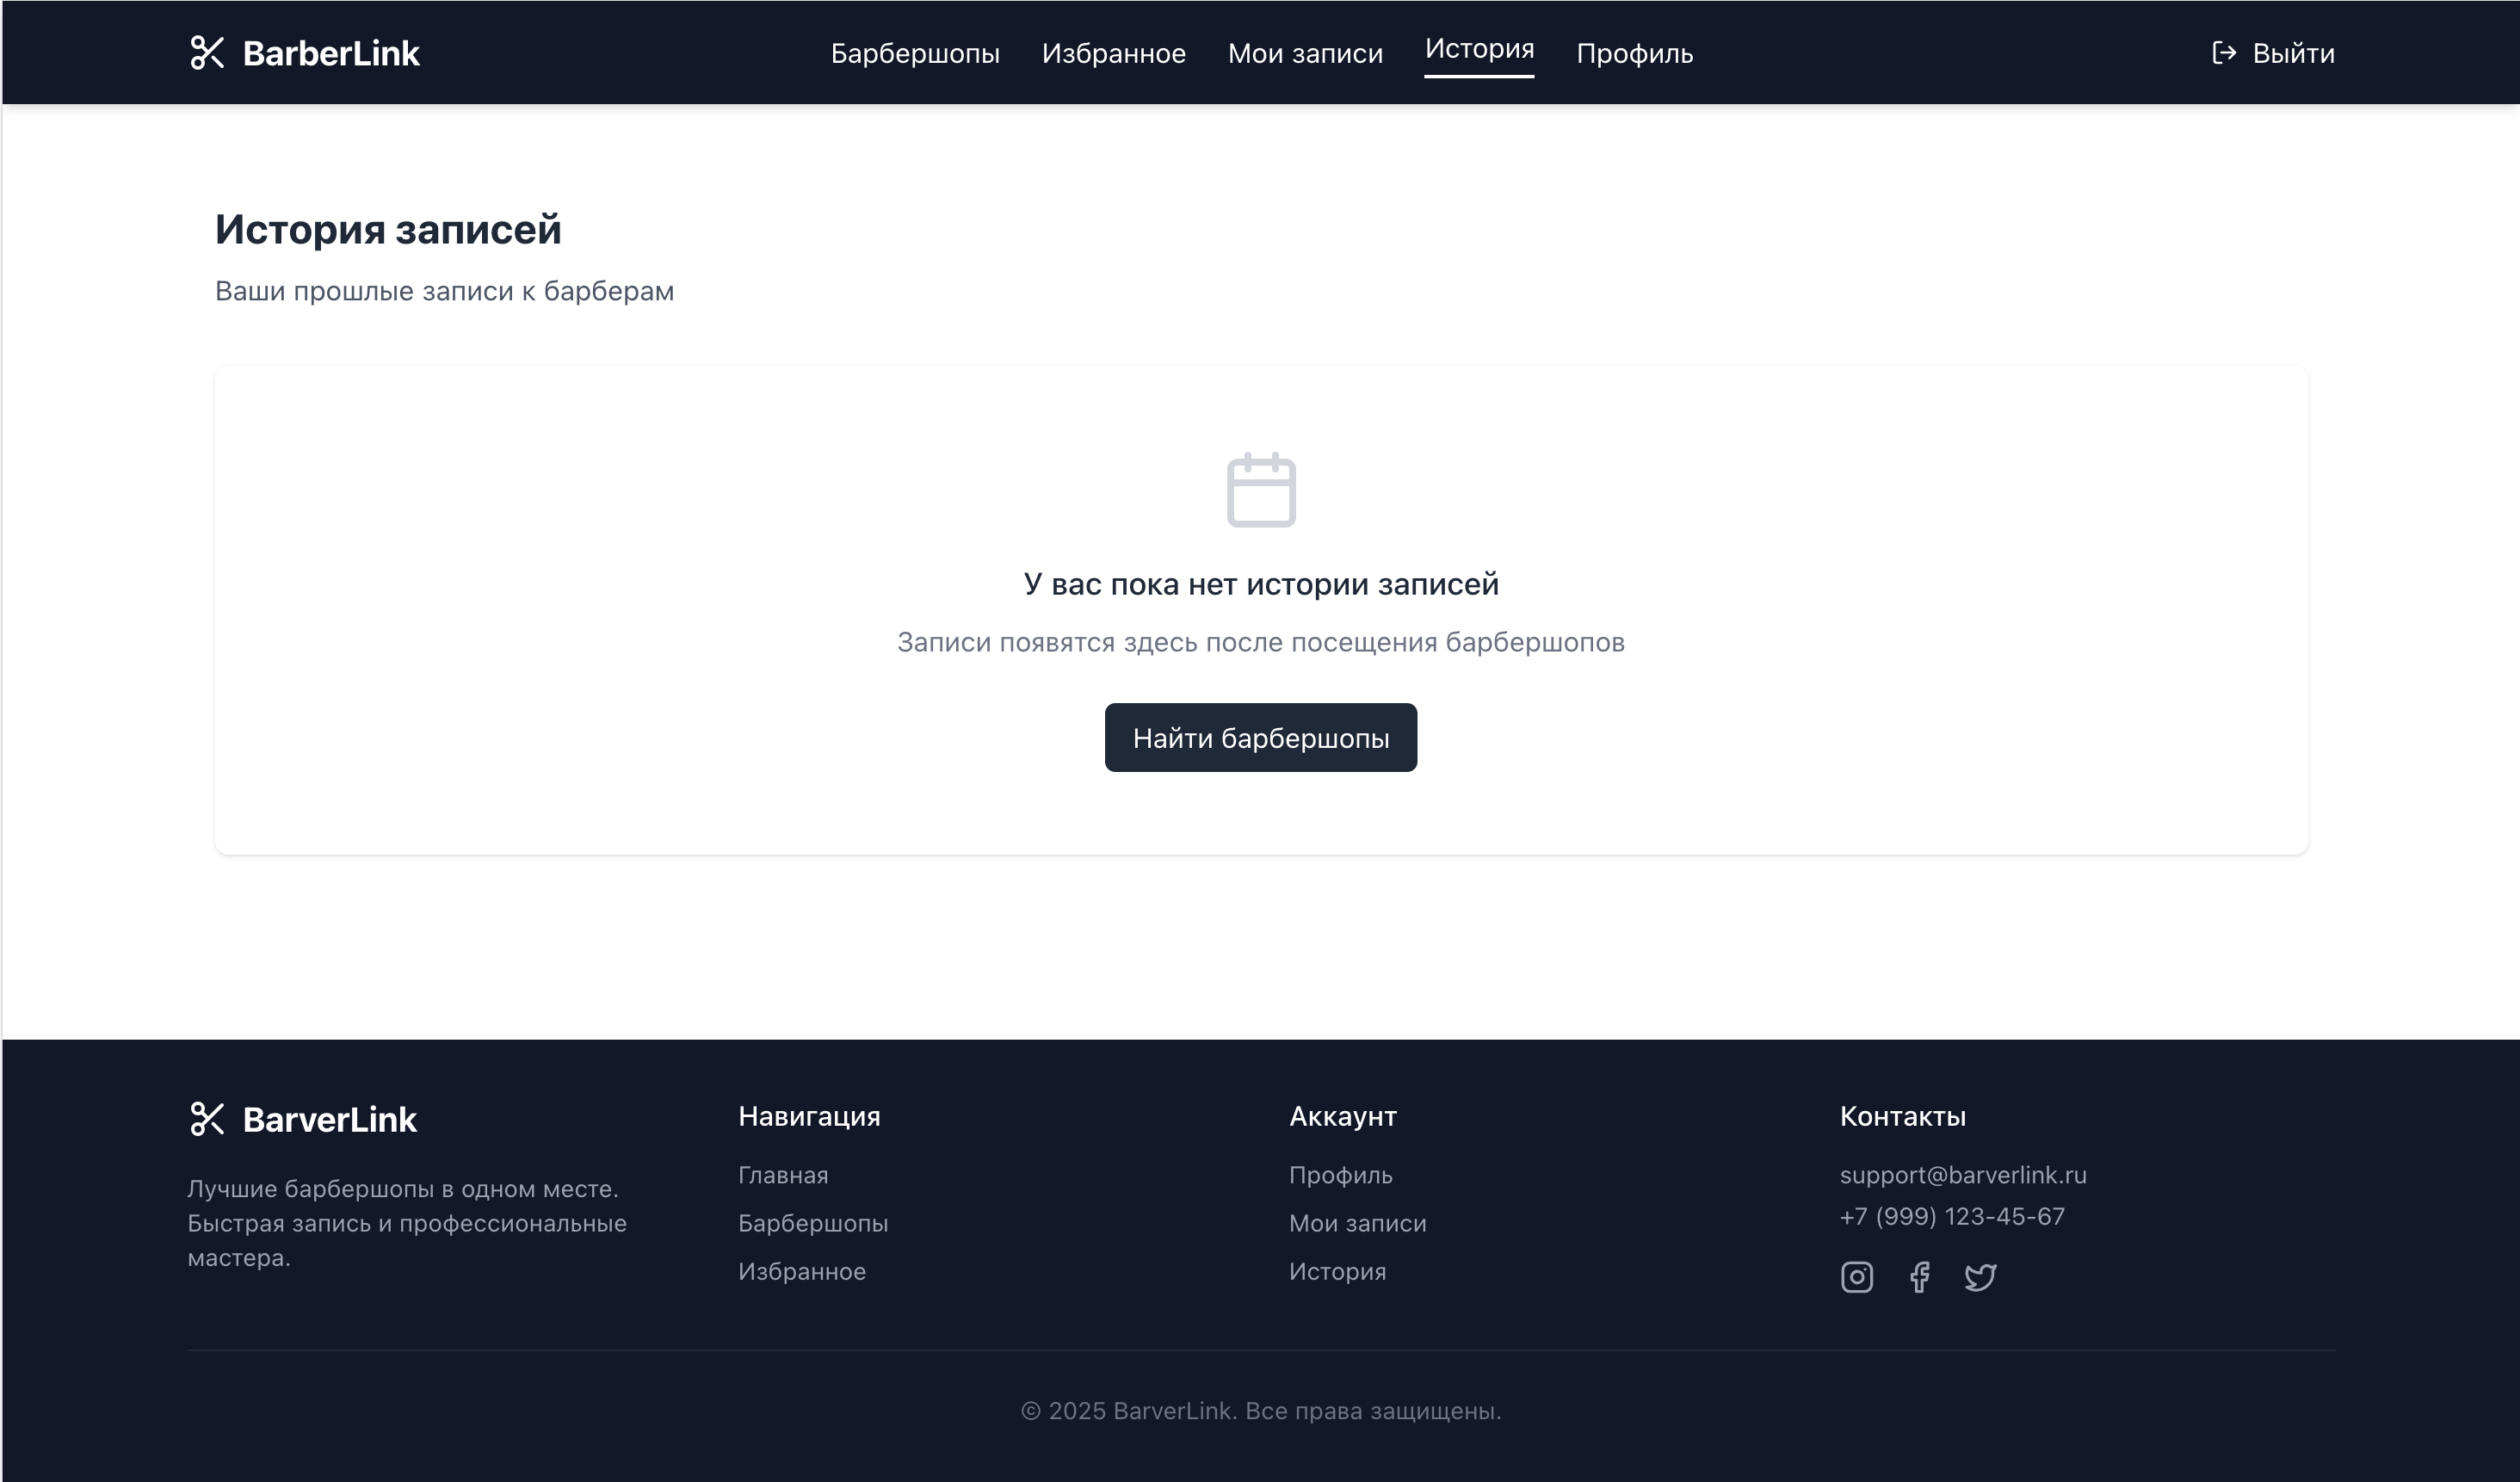 BarberLink
Барбершопы
Избранное
Мои записи
История
Профиль
Выйти
История записей
Ваши прошлые записи к барберам
У вас пока нет истории записей
Записи появятся здесь после посещения барбершопов
Найти барбершопы
BarverLink
Лучшие барбершопы в одном месте.
Быстрая запись и профессиональные
мастера.
Навигация
Главная
Барбершопы
Избранное
Аккаунт
Профиль
Мои записи
История
Контакты
support@barverlink.ru
+7 (999) 123-45-67
© 2025 BarverLink. Все права защищены.